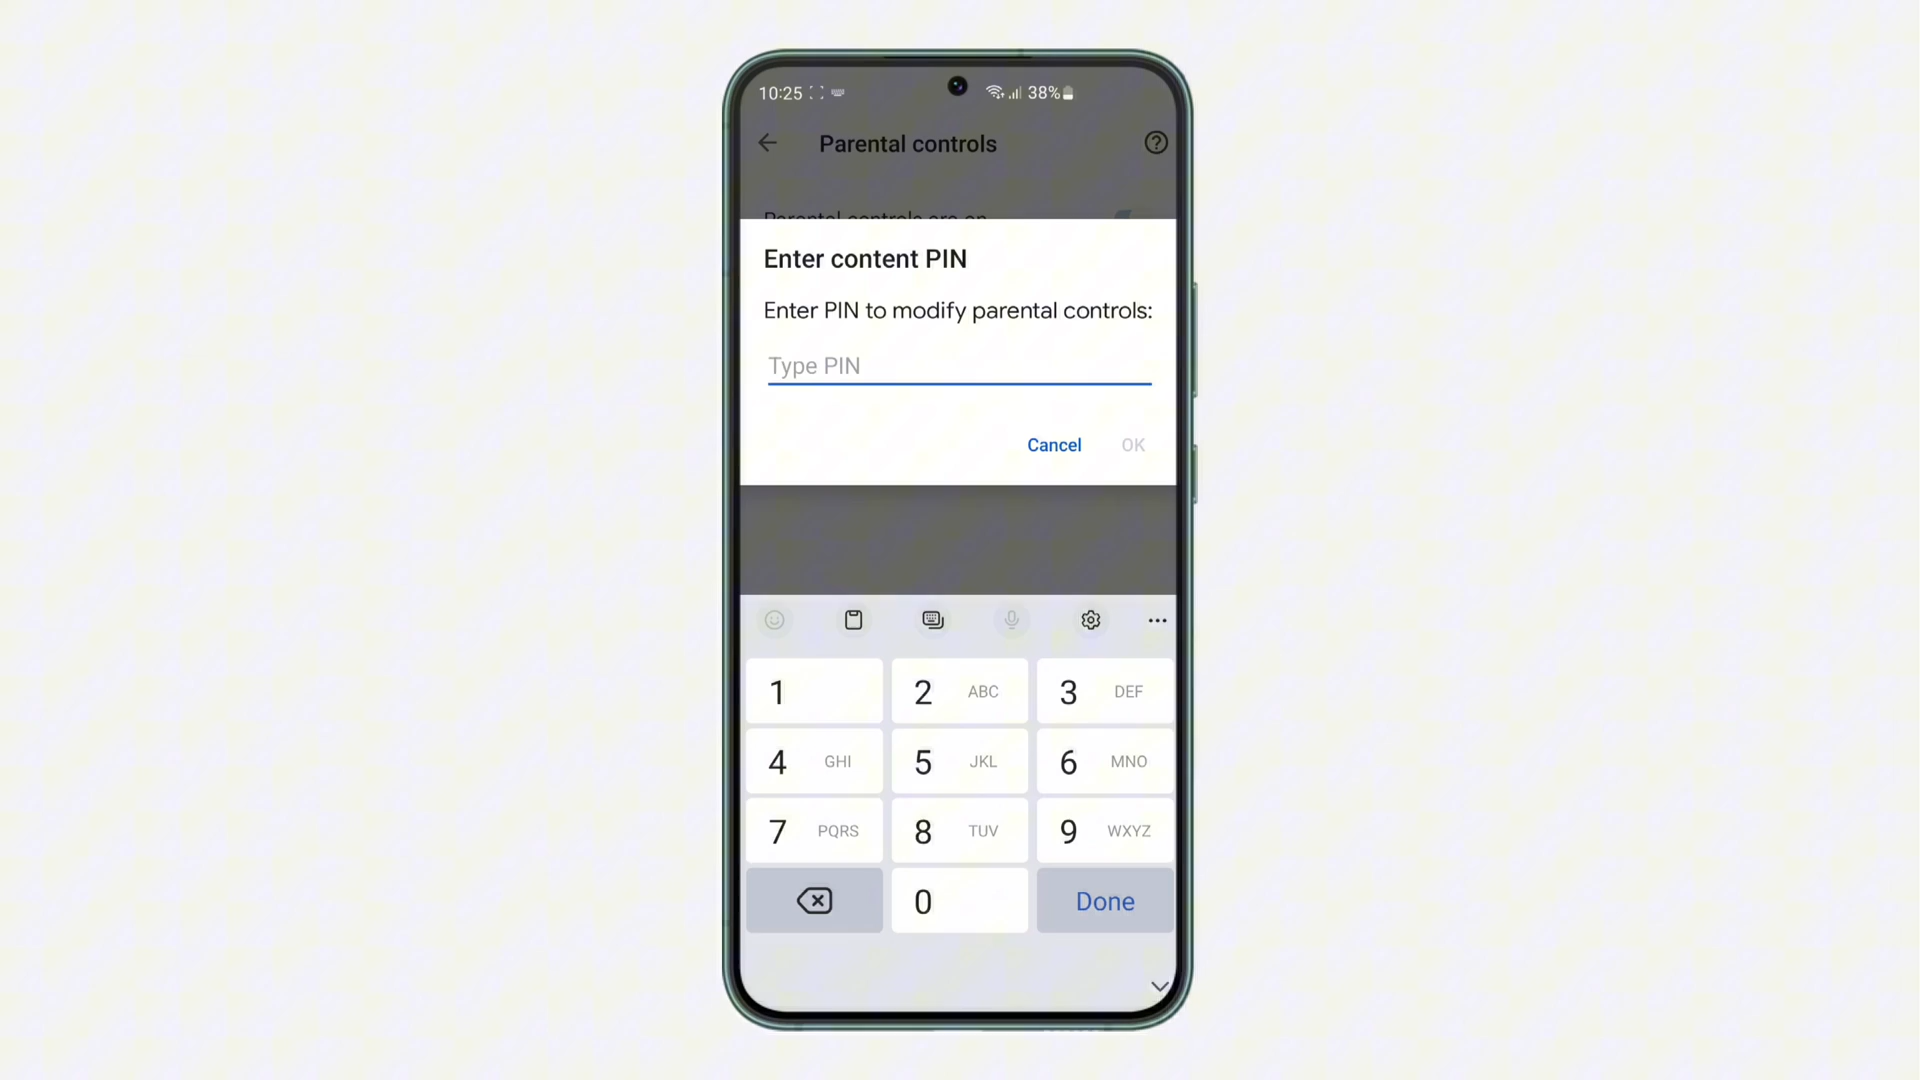 10:25 38%
Parental controls
Parental controls are on
Enter content PIN
Enter PIN to modify parental controls:
Type PIN
Cancel OK
1 2 ABC 3 DEF
4 GHI 5 JKL 6 MNO
7 PQRS 8 TUV 9 WXYZ
0 Done